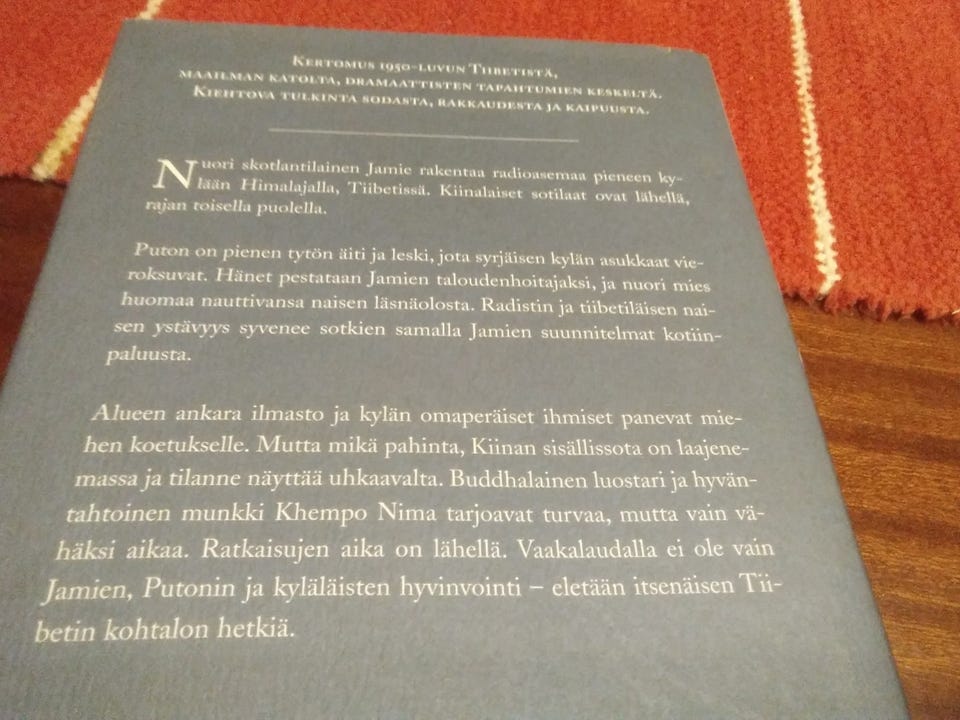 KERTOMUS 1950-LUVUN TIIBETISTÄ,
MAAILMAN KATOLTA, DRAMAATTISTEN TAPAHTUMIEN KESKELTÄ.
KIEHTOVA TULKINTA SODASTA, RAKKAUDESTA JA KAIPUUSTA.
Nuori skotlantilainen Jamie rakentaa radioasemaa pieneen ky-
lään Himalajalla, Tiibetissä. Kiinalaiset sotilaat ovat lähellä,
rajan toisella puolella.
Puton on pienen tytön äiti ja leski, jota syrjäisen kylän asukkaat vie-
roksuvat. Hänet pestataan Jamien taloudenhoitajaksi, ja nuori mies
huomaa nauttivansa naisen läsnäolosta. Radistin ja tiibetiläisen nai-
sen ystävyys syvenee sotkien samalla Jamien suunnitelmat kotiin-
paluusta.
Alueen ankara ilmasto ja kylän omaperäiset ihmiset panevat mie-
hen koetukselle. Mutta mikä pahinta, Kiinan sisällissota on laajene-
massa ja tilanne näyttää uhkaavalta. Buddhalainen luostari ja hyvän-
tahtoinen munkki Khempo Nima tarjoavat turvaa, mutta vain vä-
häksi aikaa. Ratkaisujen aika on lähellä. Vaakalaudalla ei ole vain
Jamien, Putonin ja kyläläisten hyvinvointi – eletään itsenäisen Tii-
betin kohtalon hetkiä.